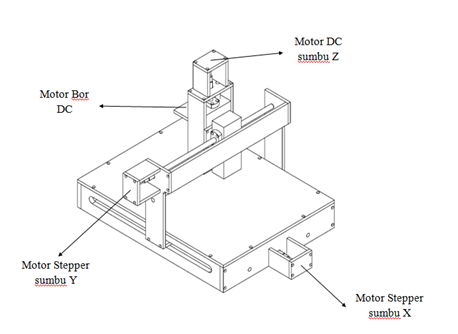 Motor DC
sumbu Z
Motor Bor
DC
Motor Stepper
sumbu Y
Motor Stepper
sumbu X